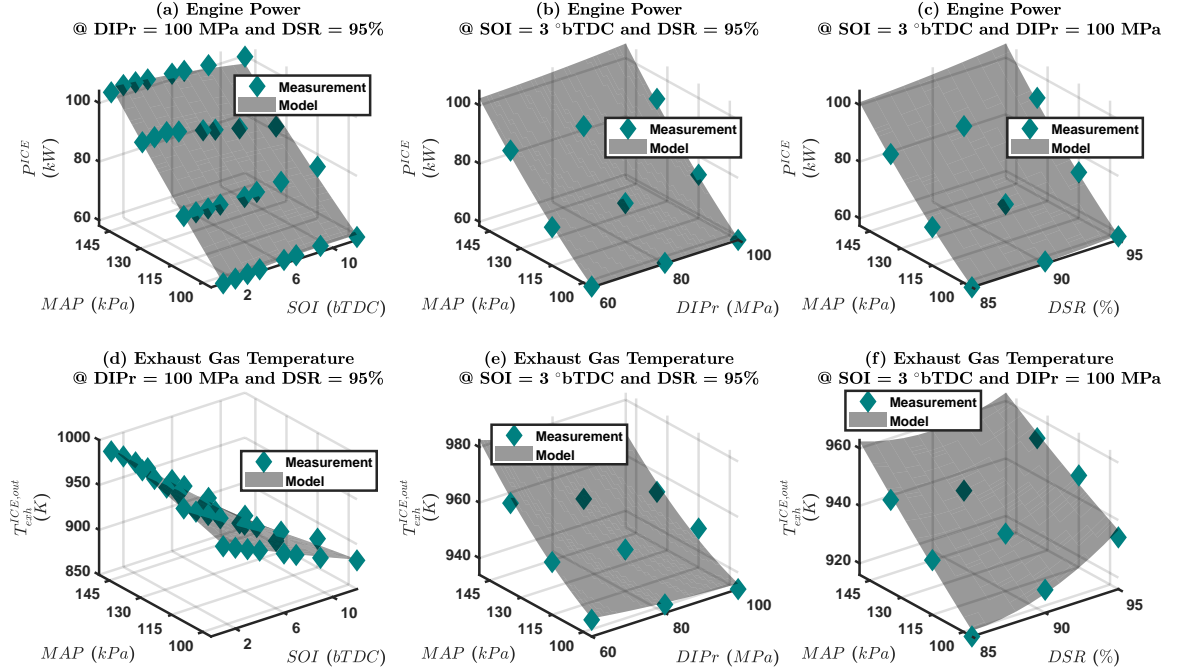 (a) Engine Power
@ DIPr = 100 MPa and DSR = 95%
Measurement
Model
100
80
60
P^ICE
(kW)
145
130
115
100
MAP (kPa)
2
6
10
SOI (bTDC)
(b) Engine Power
@ SOI = 3 °bTDC and DSR = 95%
Measurement
Model
100
80
60
P^ICE
(kW)
145
130
115
100
MAP (kPa)
60
80
100
DIPr (MPa)
(c) Engine Power
@ SOI = 3 °bTDC and DIPr = 100 MPa
Measurement
Model
100
80
60
P^ICE
(kW)
145
130
115
100
MAP (kPa)
85
90
95
DSR (%)
(d) Exhaust Gas Temperature
@ DIPr = 100 MPa and DSR = 95%
Measurement
Model
1000
950
900
850
T_exh^ICE,out
(K)
145
130
115
100
MAP (kPa)
2
6
10
SOI (bTDC)
(e) Exhaust Gas Temperature
@ SOI = 3 °bTDC and DSR = 95%
Measurement
Model
980
960
940
T_exh^ICE,out
(K)
145
130
115
100
MAP (kPa)
60
80
100
DIPr (MPa)
(f) Exhaust Gas Temperature
@ SOI = 3 °bTDC and DIPr = 100 MPa
Measurement
Model
960
940
920
T_exh^ICE,out
(K)
145
130
115
100
MAP (kPa)
85
90
95
DSR (%)